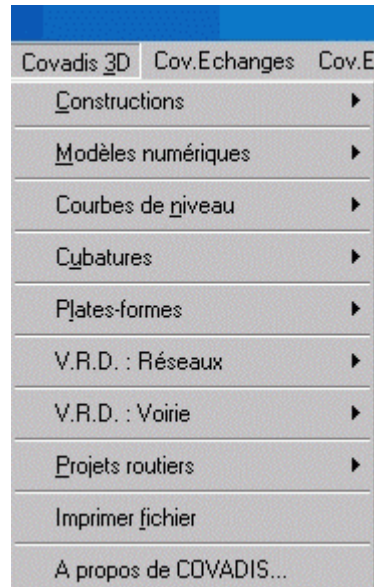 Covadis 3D Cov.Echanges Cov.E
Constructions
Modèles numériques
Courbes de niveau
Cubatures
Plates-formes
V.R.D. : Réseaux
V.R.D. : Voirie
Projets routiers
Imprimer fichier
A propos de COVADIS...